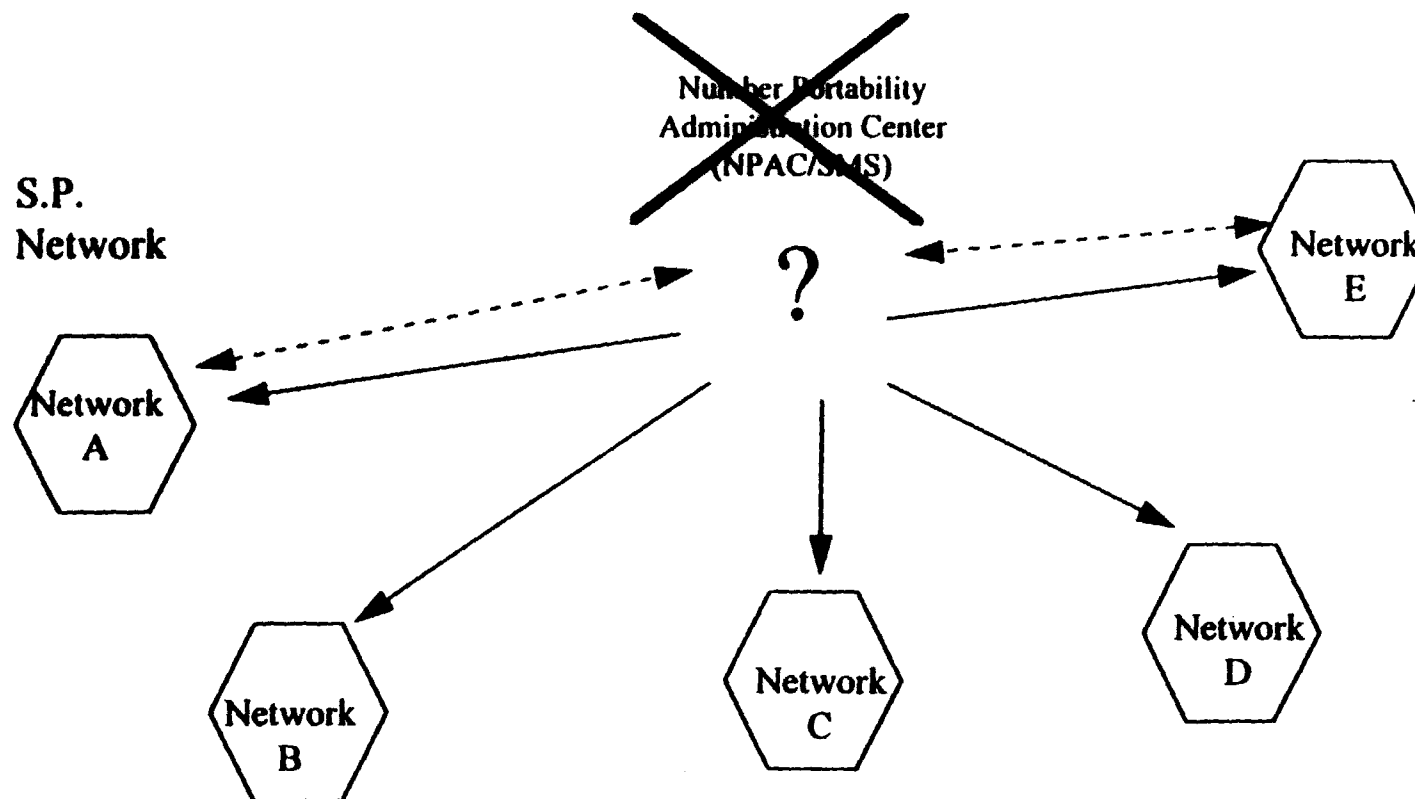 Number Portability
Administration Center
(NPAC/SMS)
S.P.
Network
?
Network
E
Network
A
Network
B
Network
C
Network
D